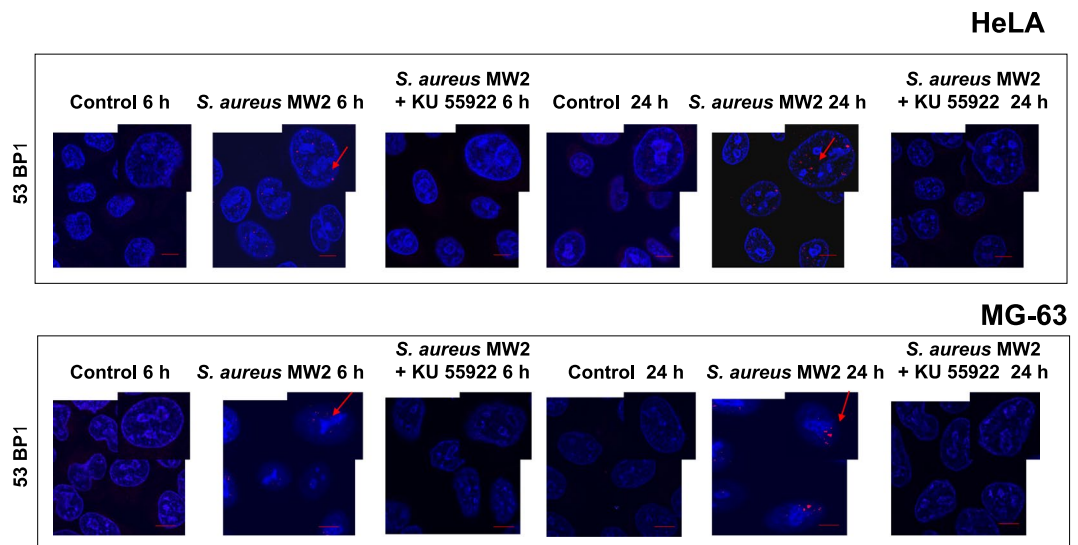 HeLA
S. aureus MW2 S. aureus MW2
Control 6 h S. aureus MW2 6 h + KU 55922 6 h Control 24 h S. aureus MW2 24 h + KU 55922 24 h
53 BP1
MG-63
S. aureus MW2 S. aureus MW2
Control 6 h S. aureus MW2 6 h + KU 55922 6 h Control 24 h S. aureus MW2 24 h + KU 55922 24 h
53 BP1